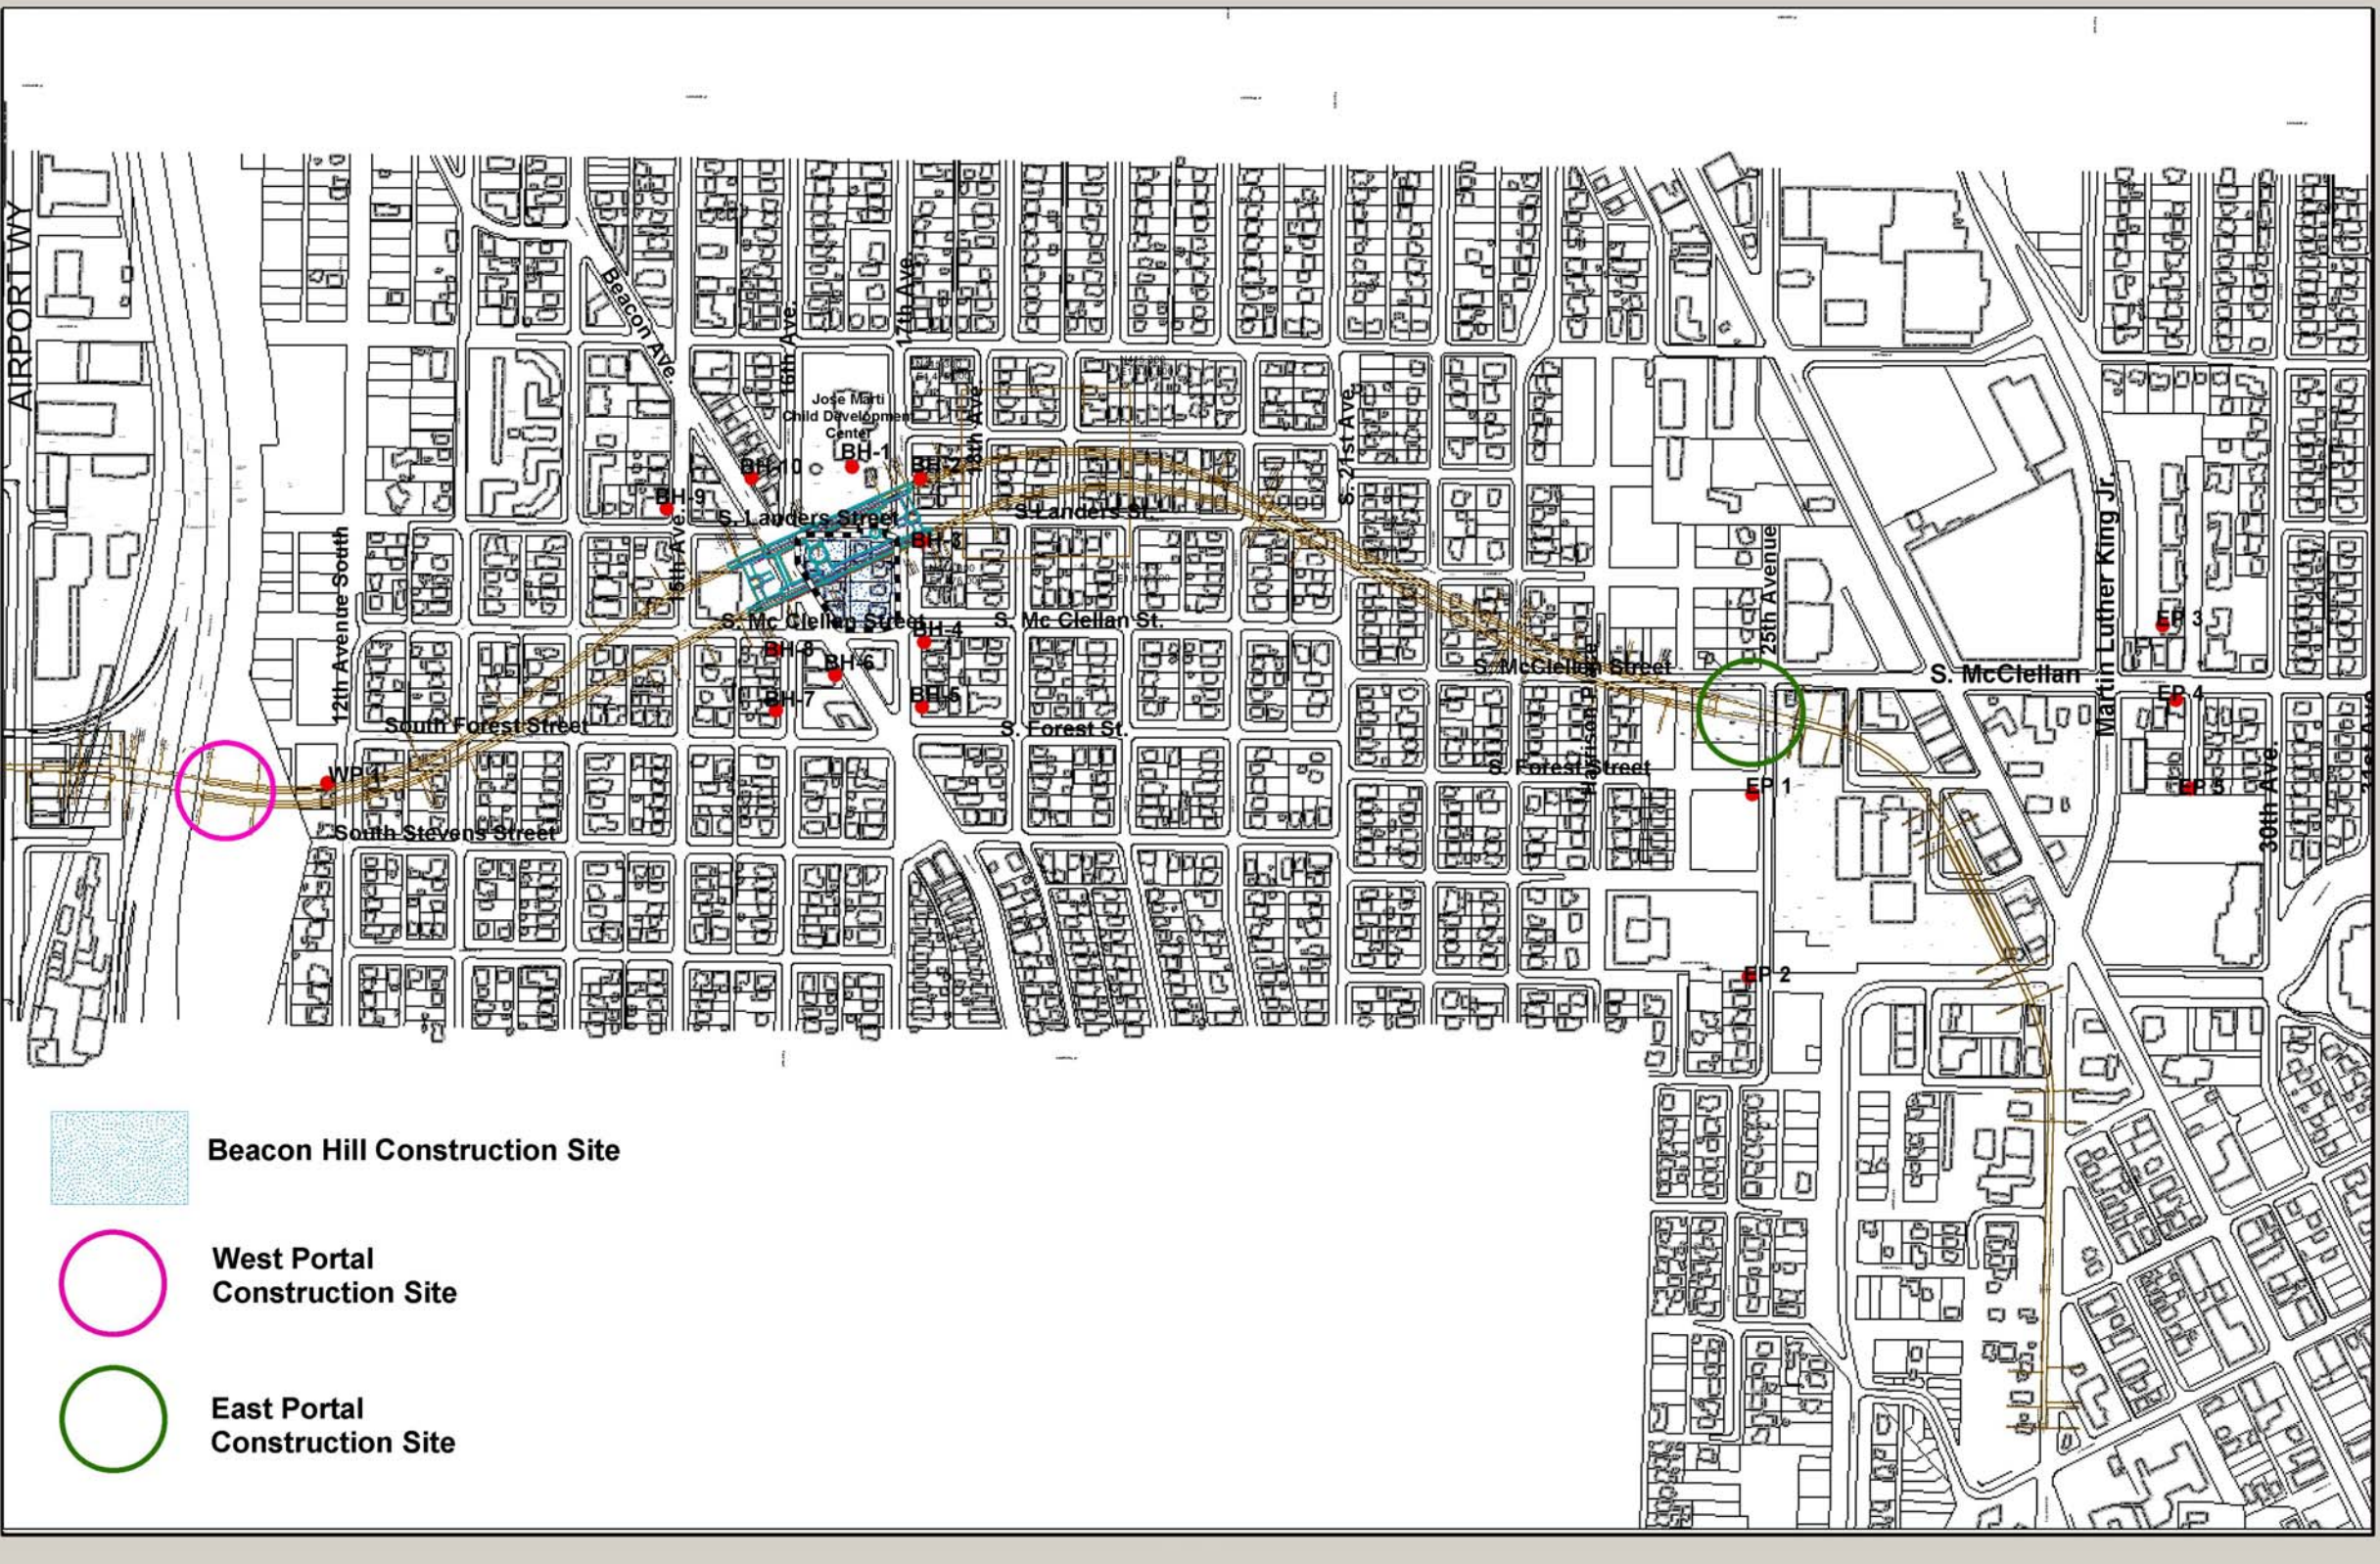 AIRPORT WY
Beacon Ave.
16th Ave.
17th Ave.
Jose Marti
Child Development
Center
18th Ave.
S. 21st Ave.
BH-10
BH-1
BH-2
BH-9
S. Landers Street
S.Landers St.
15th Ave.
12th Avenue South
S. Mc Clellan Street
S. Mc Clellan St.
BH-4
BH-8
BH-6
BH-5
BH-7
South Forest Street
S. Forest St.
WP-1
South Stevens Street
25th Avenue
S. McClellan Street
S. McClellan
Martin Luther King Jr.
Harrison Place
S. Forest Street
EP 3
EP 4
EP 1
EP 5
30th Ave.
EP 2
Beacon Hill Construction Site
West Portal
Construction Site
East Portal
Construction Site